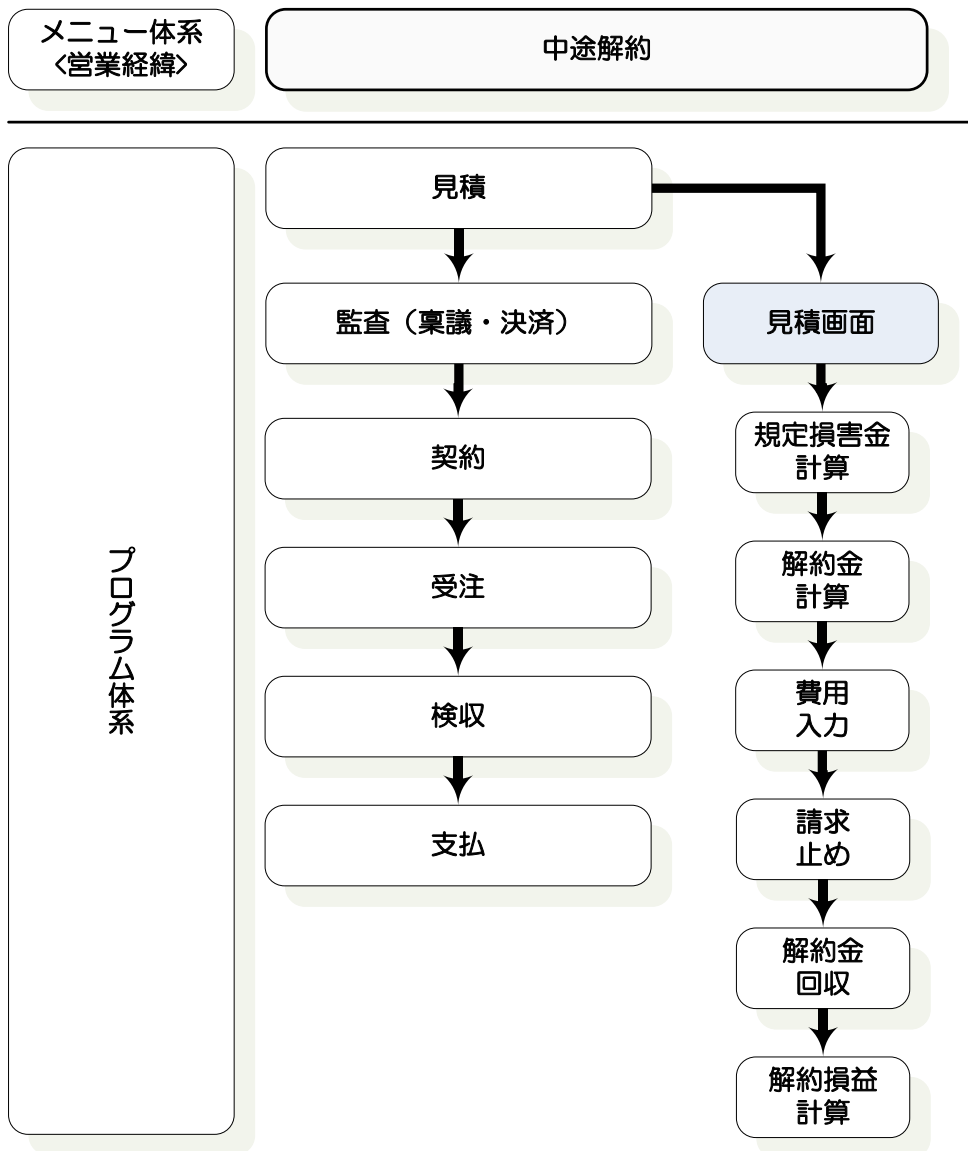 メニュー体系
<営業経緯>
中途解約
プログラム体系
見積
監査（稟議・決済）
契約
受注
検収
支払
見積画面
規定損害金
計算
解約金
計算
費用
入力
請求
止め
解約金
回収
解約損益
計算